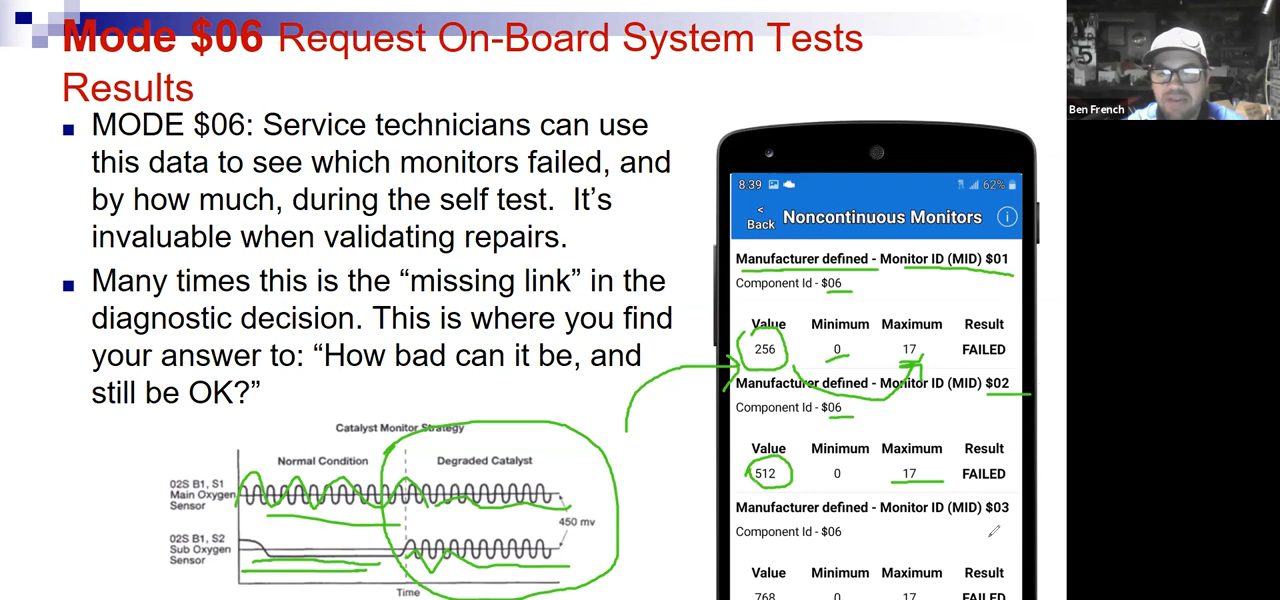 Mode $06 Request On-Board System Tests
Results
MODE $06: Service technicians can use
this data to see which monitors failed, and
by how much, during the self test.  It’s
invaluable when validating repairs.
Many times this is the “missing link” in the
diagnostic decision. This is where you find
your answer to: “How bad can it be, and
still be OK?”
Catalyst Monitor Strategy
Normal Condition
Degraded Catalyst
02S B1, S1
Main Oxygen
Sensor
450 mv
02S B1, S2
Sub Oxygen
Sensor
Time
8:39
62%
<
Back
Noncontinuous Monitors
i
Manufacturer defined - Monitor ID (MID) $01
Component Id - $06
Value Minimum Maximum Result
256 0 17 FAILED
Manufacturer defined - Monitor ID (MID) $02
Component Id - $06
Value Minimum Maximum Result
512 0 17 FAILED
Manufacturer defined - Monitor ID (MID) $03
Component Id - $06
Value Minimum Maximum Result
768 0 17 FAILED
Ben French